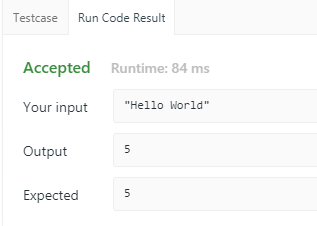 Testcase Run Code Result
Accepted Runtime: 84 ms
Your input "Hello World"
Output 5
Expected 5